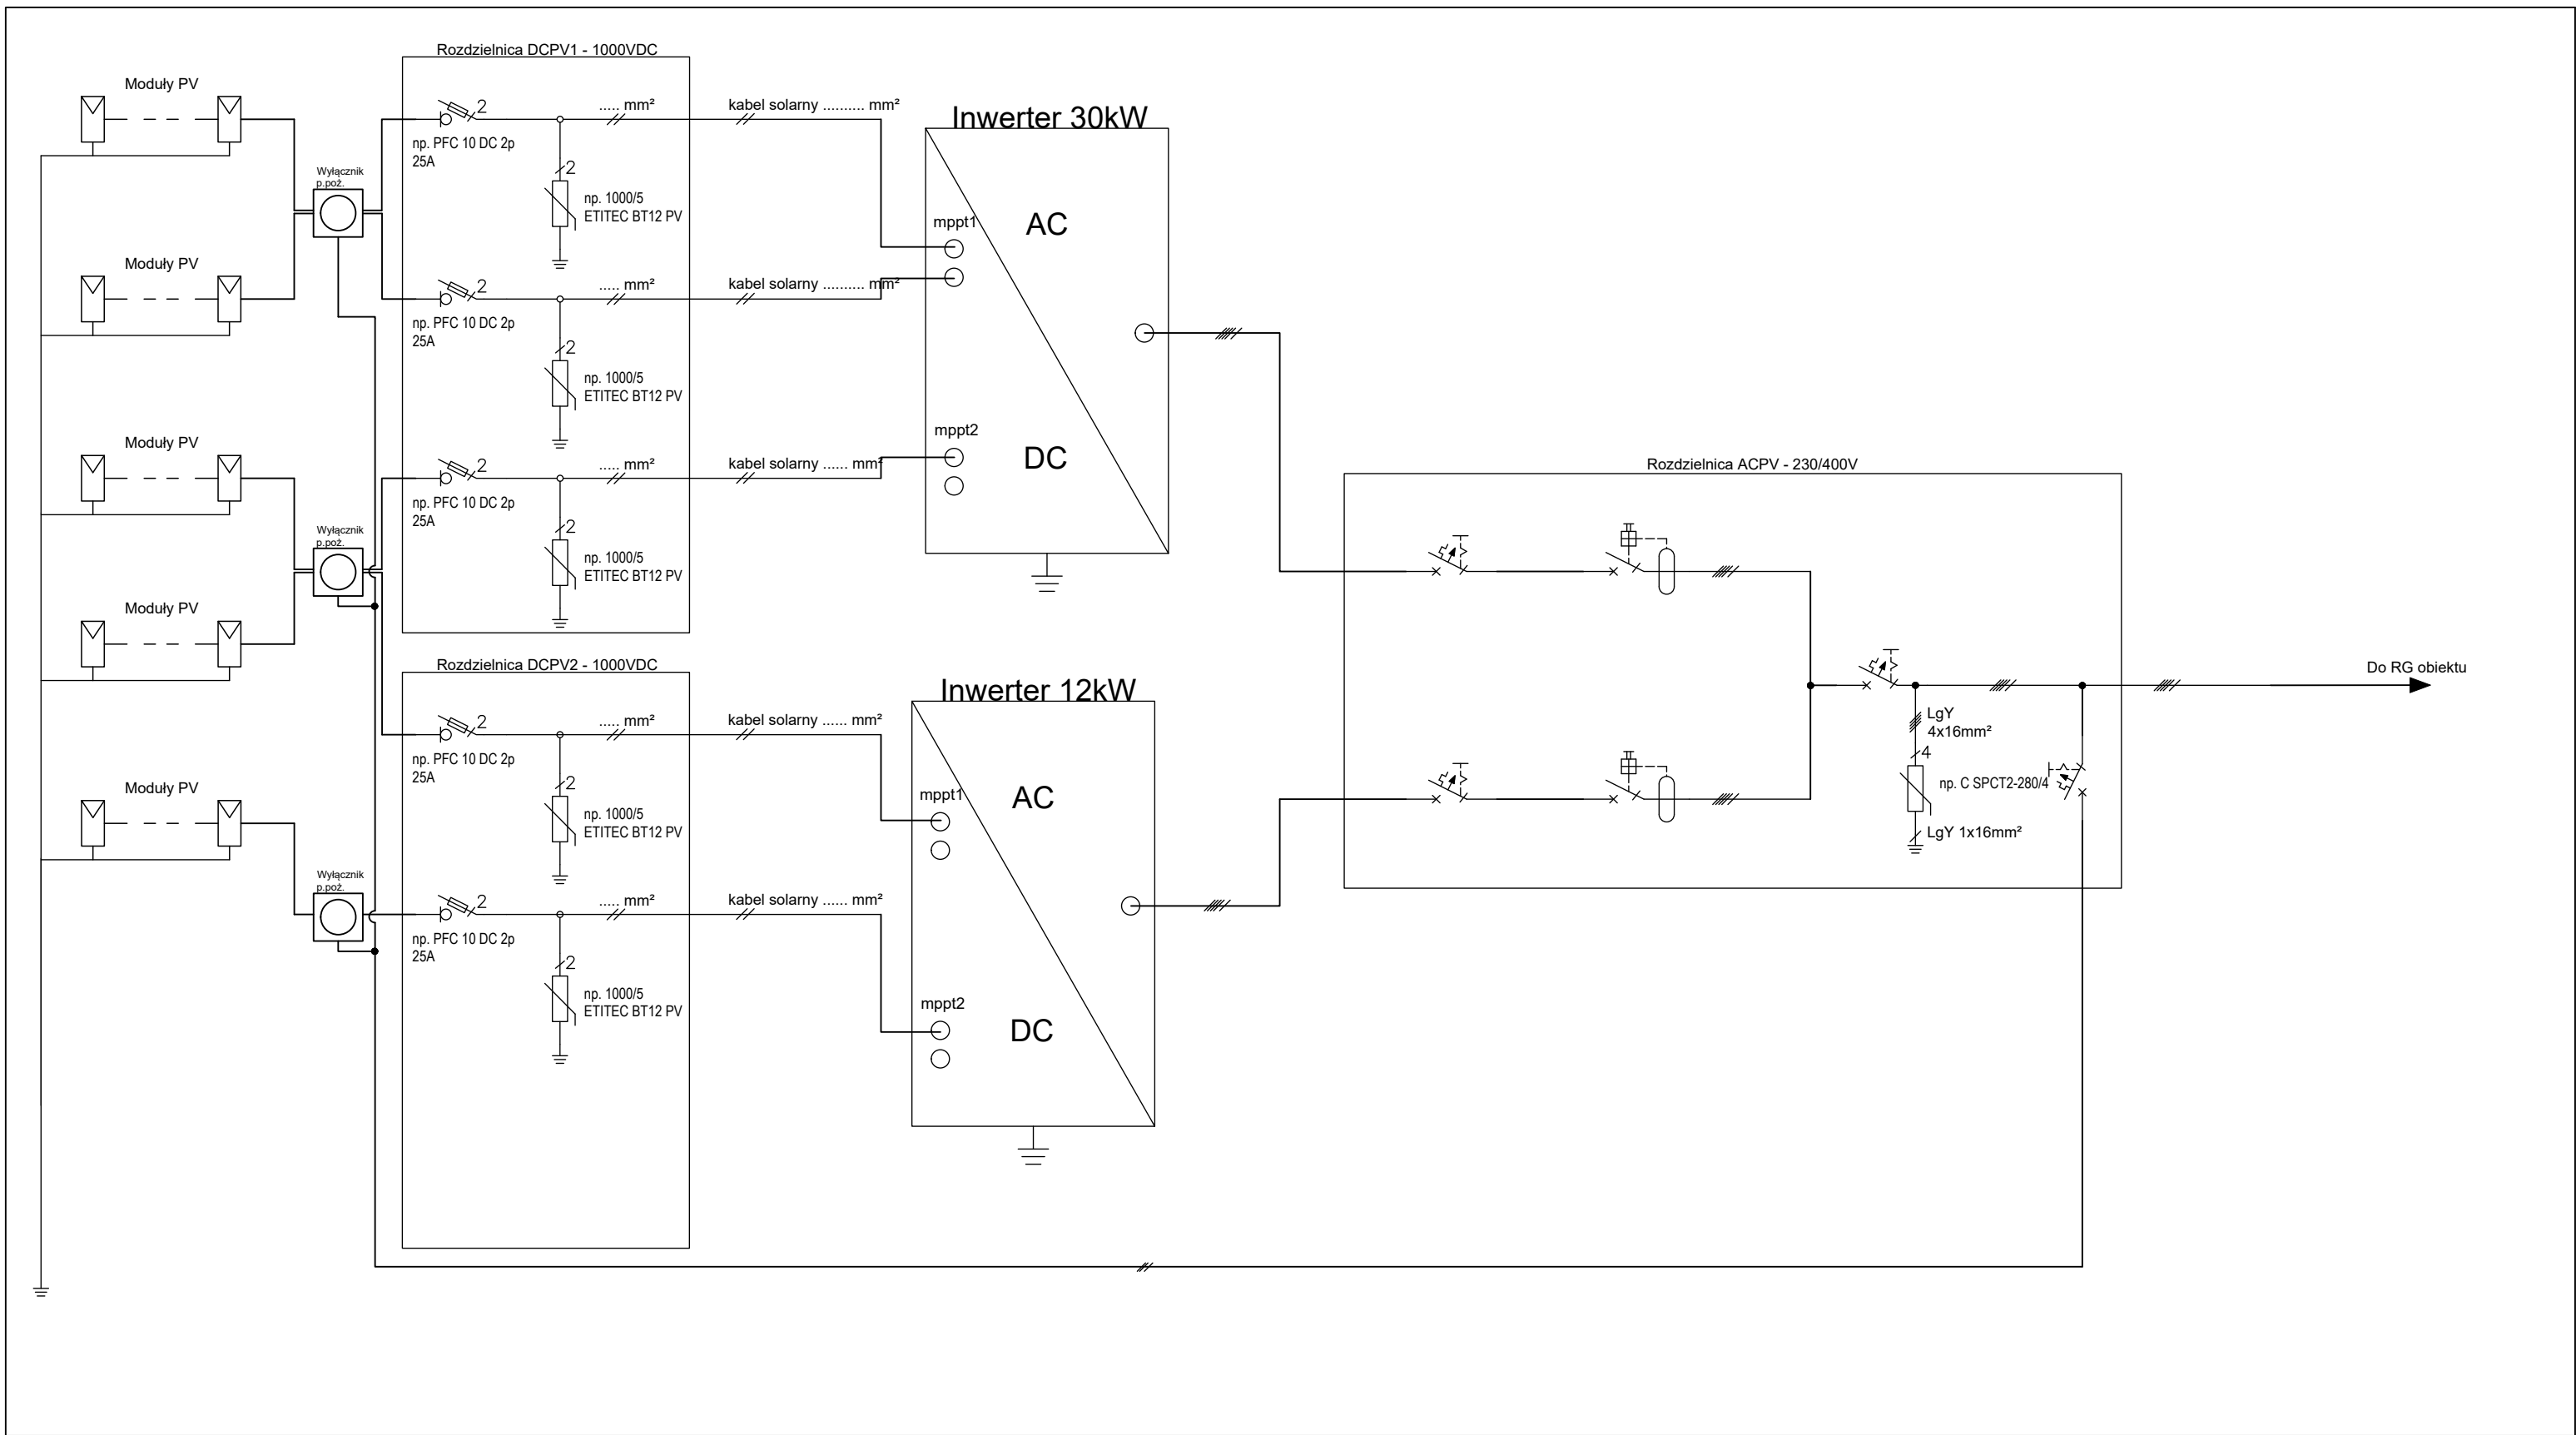 Rozdzielnica DCPV1 - 1000VDC
Moduły PV
Wyłącznik
p.poż.
2
np. PFC 10 DC 2p
25A
..... mm²
kabel solarny .......... mm²
2
np. 1000/5
ETITEC BT12 PV
Moduły PV
2
np. PFC 10 DC 2p
25A
..... mm²
kabel solarny .......... mm²
2
np. 1000/5
ETITEC BT12 PV
Moduły PV
Wyłącznik
p.poż.
2
np. PFC 10 DC 2p
25A
..... mm²
kabel solarny ...... mm²
2
np. 1000/5
ETITEC BT12 PV
Inwerter 30kW
mppt1
AC
mppt2
DC
Moduły PV
Rozdzielnica DCPV2 - 1000VDC
2
np. PFC 10 DC 2p
25A
..... mm²
kabel solarny ...... mm²
2
np. 1000/5
ETITEC BT12 PV
Moduły PV
Wyłącznik
p.poż.
2
np. PFC 10 DC 2p
25A
..... mm²
kabel solarny ...... mm²
2
np. 1000/5
ETITEC BT12 PV
Inwerter 12kW
mppt1
AC
mppt2
DC
Rozdzielnica ACPV - 230/400V
LgY
4x16mm²
4
np. C SPCT2-280/4
LgY 1x16mm²
Do RG obiektu